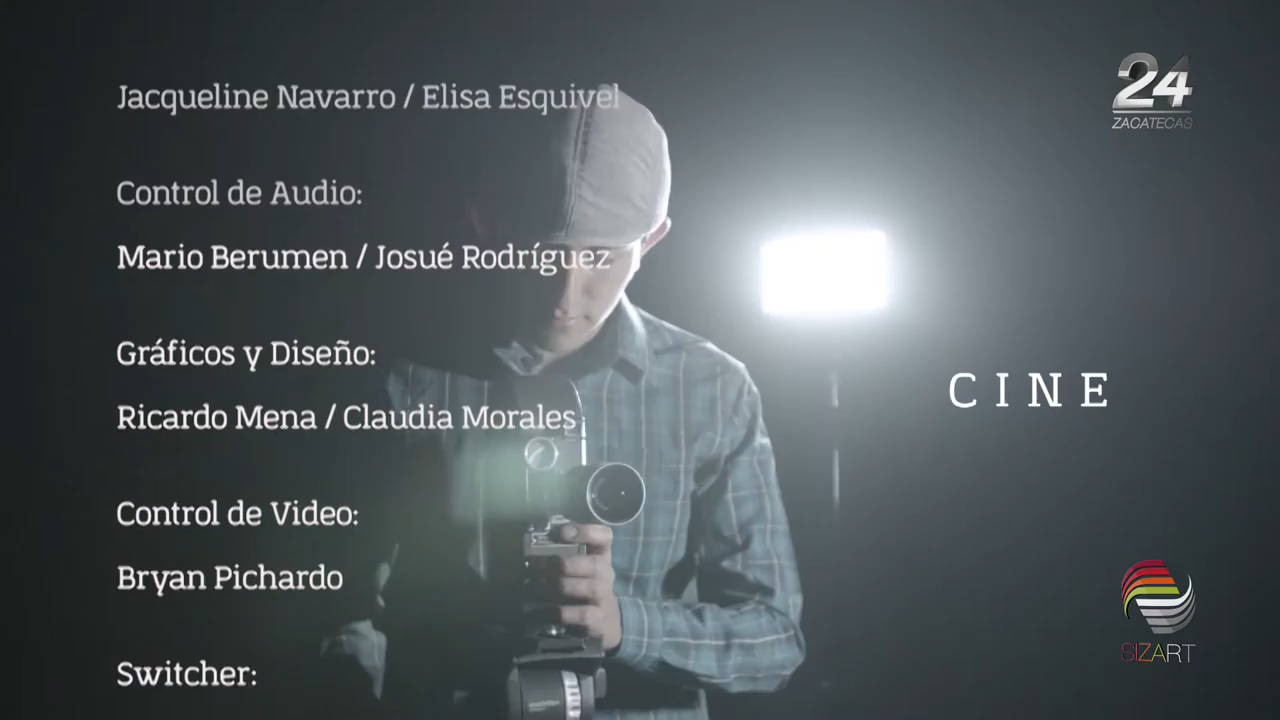 Jacqueline Navarro / Elisa Esquivel
Control de Audio:
Mario Berumen / Josué Rodríguez
Gráficos y Diseño:
Ricardo Mena / Claudia Morales
Control de Video:
Bryan Pichardo
Switcher:
24
ZACATECAS
CINE
SIZART